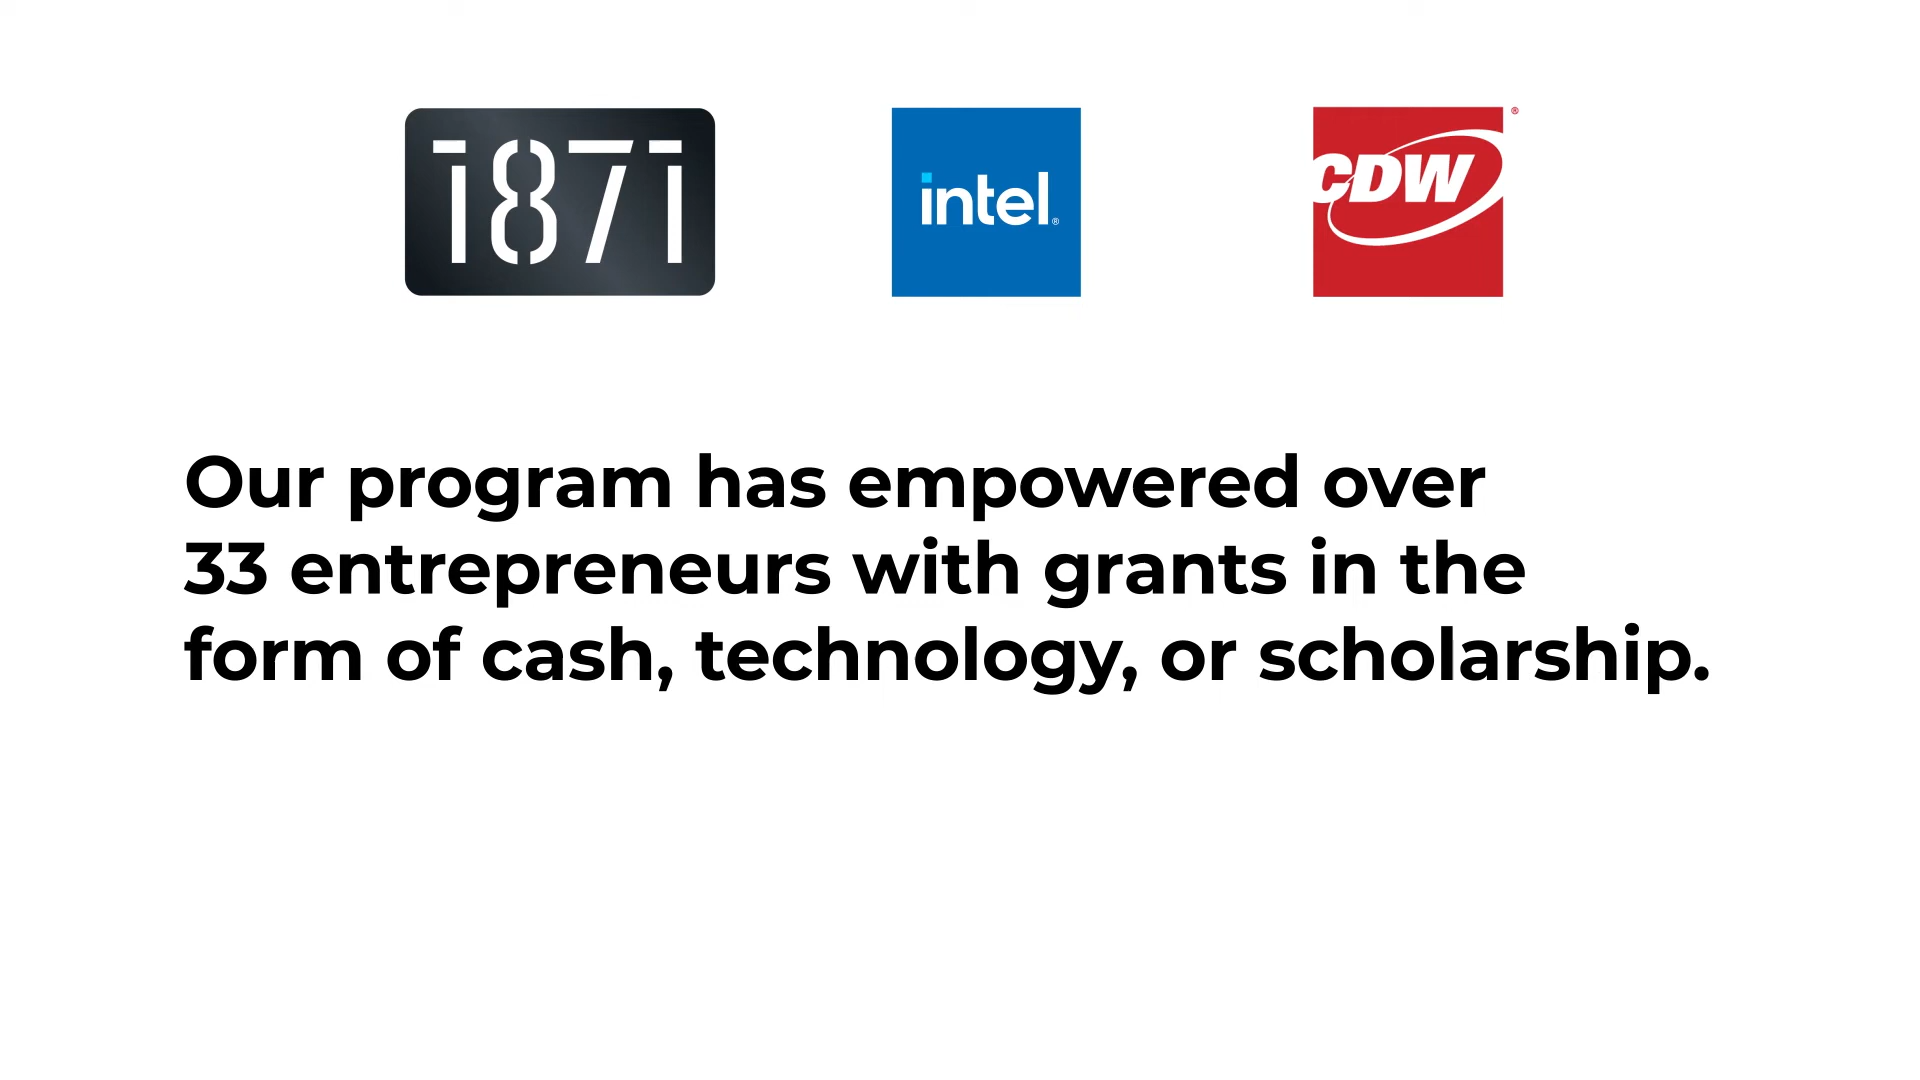 1871
intel®
CDW®
Our program has empowered over
33 entrepreneurs with grants in the
form of cash, technology, or scholarship.